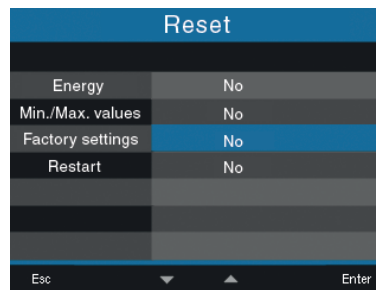 Reset
Energy No
Min./Max. values No
Factory settings No
Restart No
Esc Enter